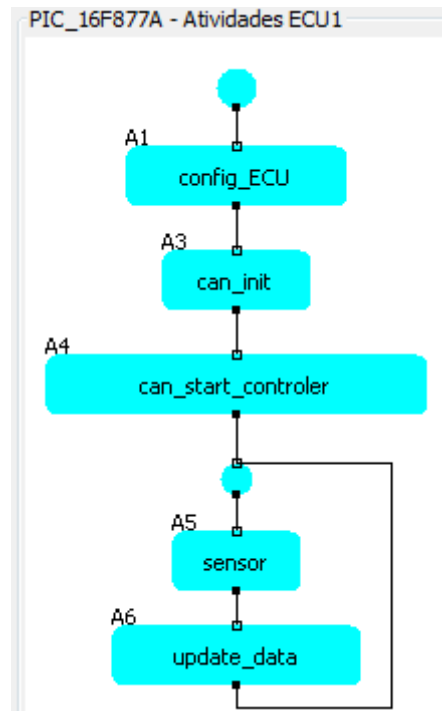 PIC_16F877A - Atividades ECU1
A1
config_ECU
A3
can_init
A4
can_start_controler
A5
sensor
A6
update_data